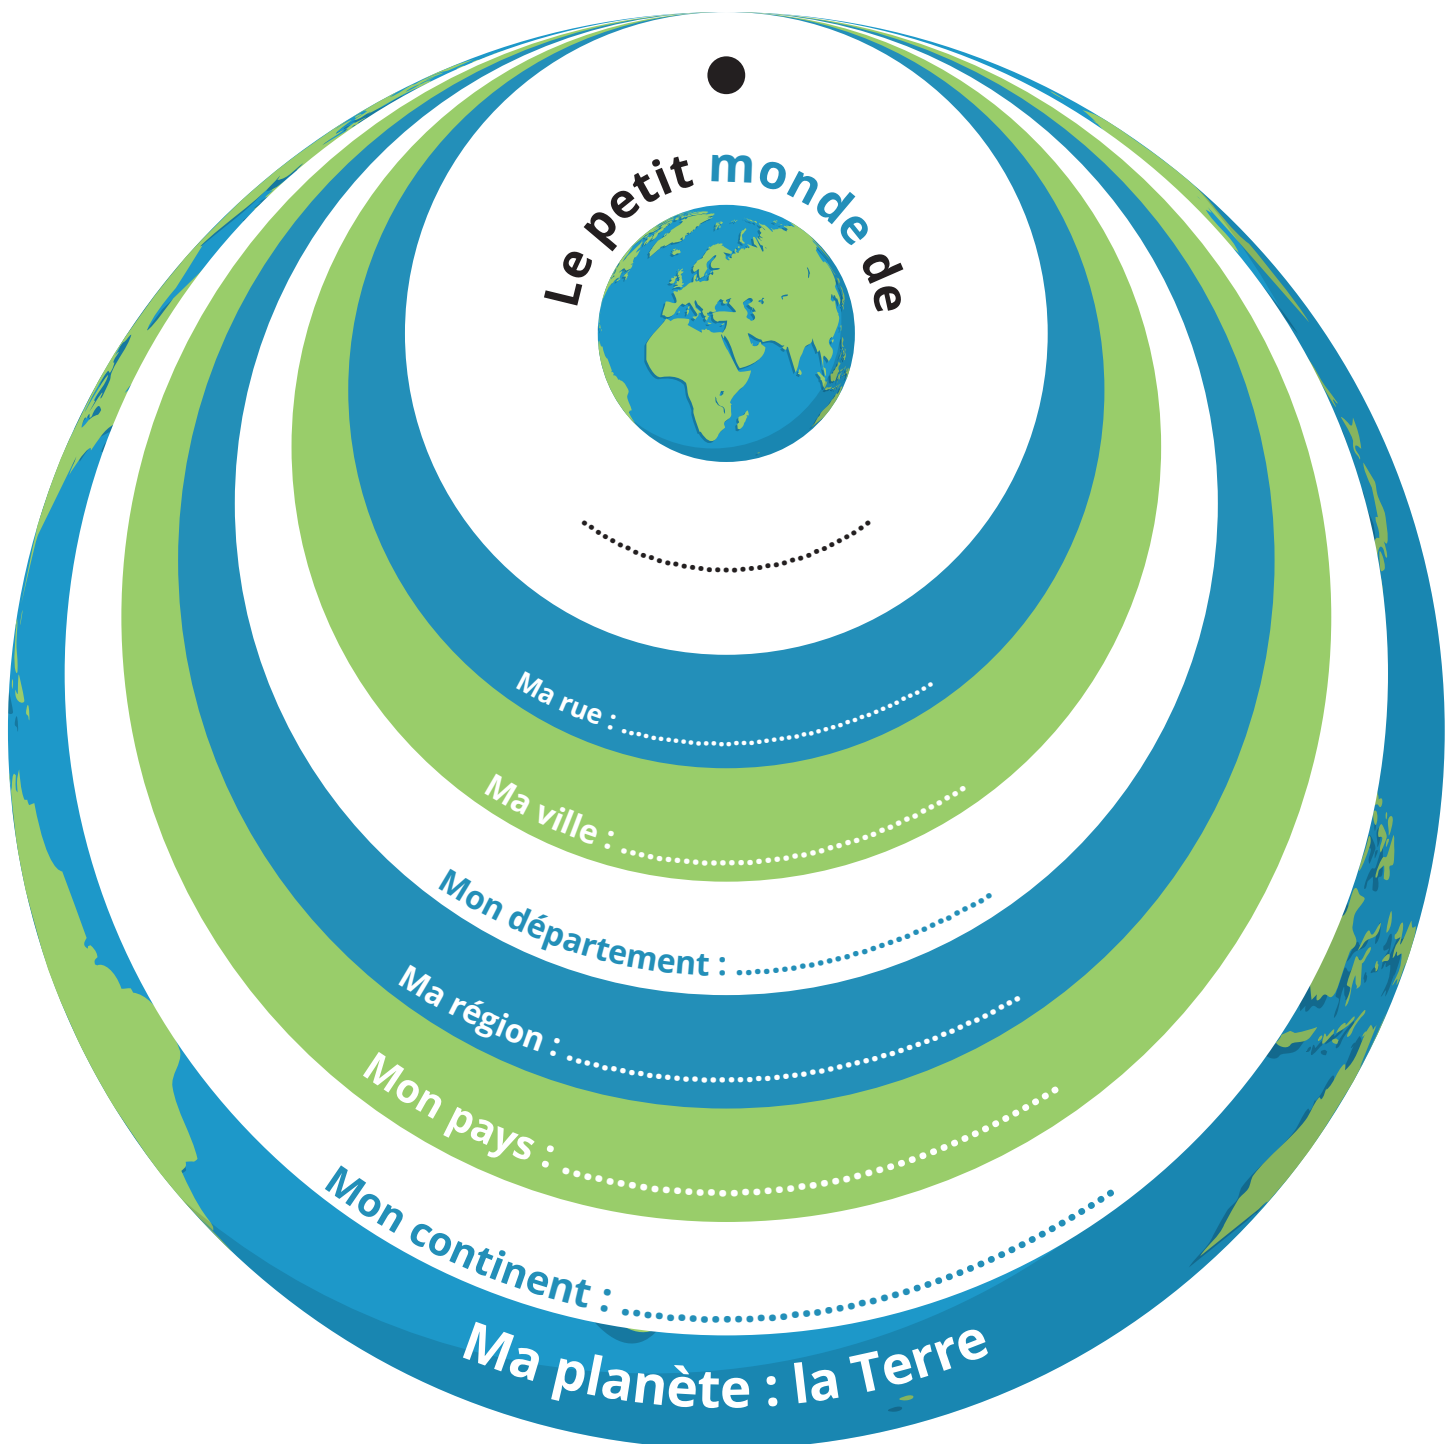 Le petit monde de
Ma rue :
Ma ville :
Mon département :
Ma région :
Mon pays :
Mon continent :
Ma planète : la Terre